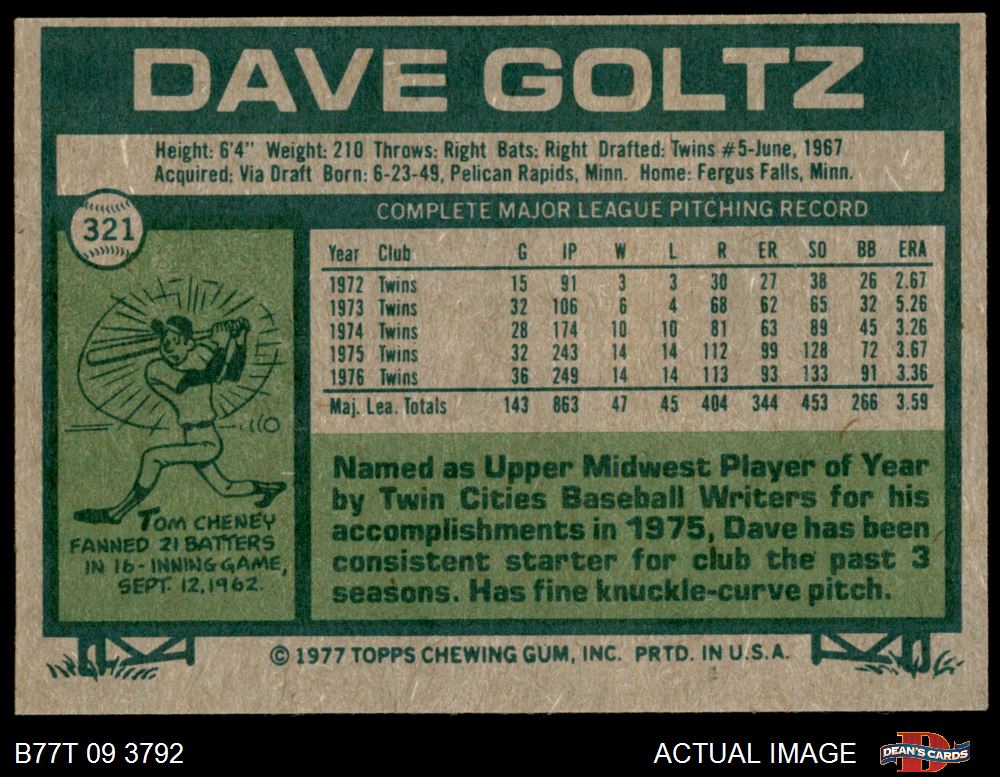 DAVE GOLTZ
Height: 6'4" Weight: 210 Throws: Right Bats: Right Drafted: Twins #5-June, 1967
Acquired: Via Draft Born: 6-23-49, Pelican Rapids, Minn. Home: Fergus Falls, Minn.
321
COMPLETE MAJOR LEAGUE PITCHING RECORD
Year Club G IP W L R ER SO BB ERA
1972 Twins 15 91 3 3 30 27 38 26 2.67
1973 Twins 32 106 6 4 68 62 65 32 5.26
1974 Twins 28 174 10 10 81 63 89 45 3.26
1975 Twins 32 243 14 14 112 99 128 72 3.67
1976 Twins 36 249 14 14 113 93 133 91 3.36
Maj. Lea. Totals 143 863 47 45 404 344 453 266 3.59
TOM CHENEY
FANNED 21 BATTERS
IN 16-INNING GAME,
SEPT. 12, 1962.
Named as Upper Midwest Player of Year
by Twin Cities Baseball Writers for his
accomplishments in 1975, Dave has been
consistent starter for club the past 3
seasons. Has fine knuckle-curve pitch.
© 1977 TOPPS CHEWING GUM, INC. PRTD. IN U.S.A.
B77T 09 3792
ACTUAL IMAGE
DEAN'S CARDS